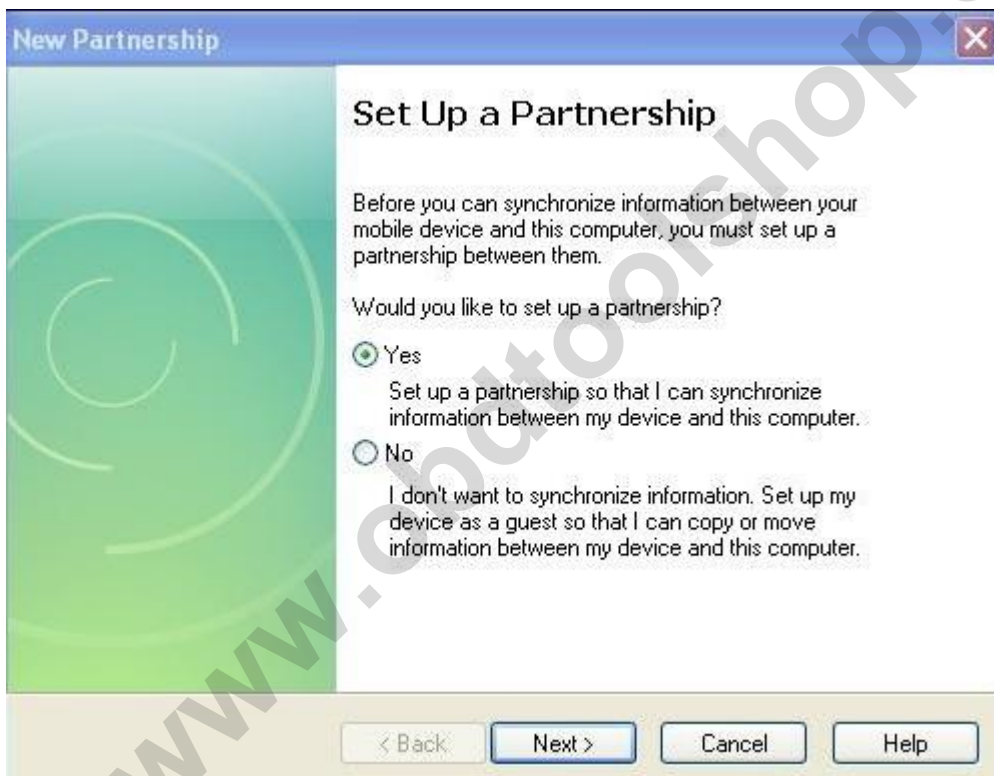 New Partnership
Set Up a Partnership
Before you can synchronize information between your
mobile device and this computer, you must set up a
partnership between them.
Would you like to set up a partnership?
Yes
Set up a partnership so that I can synchronize
information between my device and this computer.
No
I don't want to synchronize information. Set up my
device as a guest so that I can copy or move
information between my device and this computer.
< Back Next > Cancel Help
www.obdtoolshop.